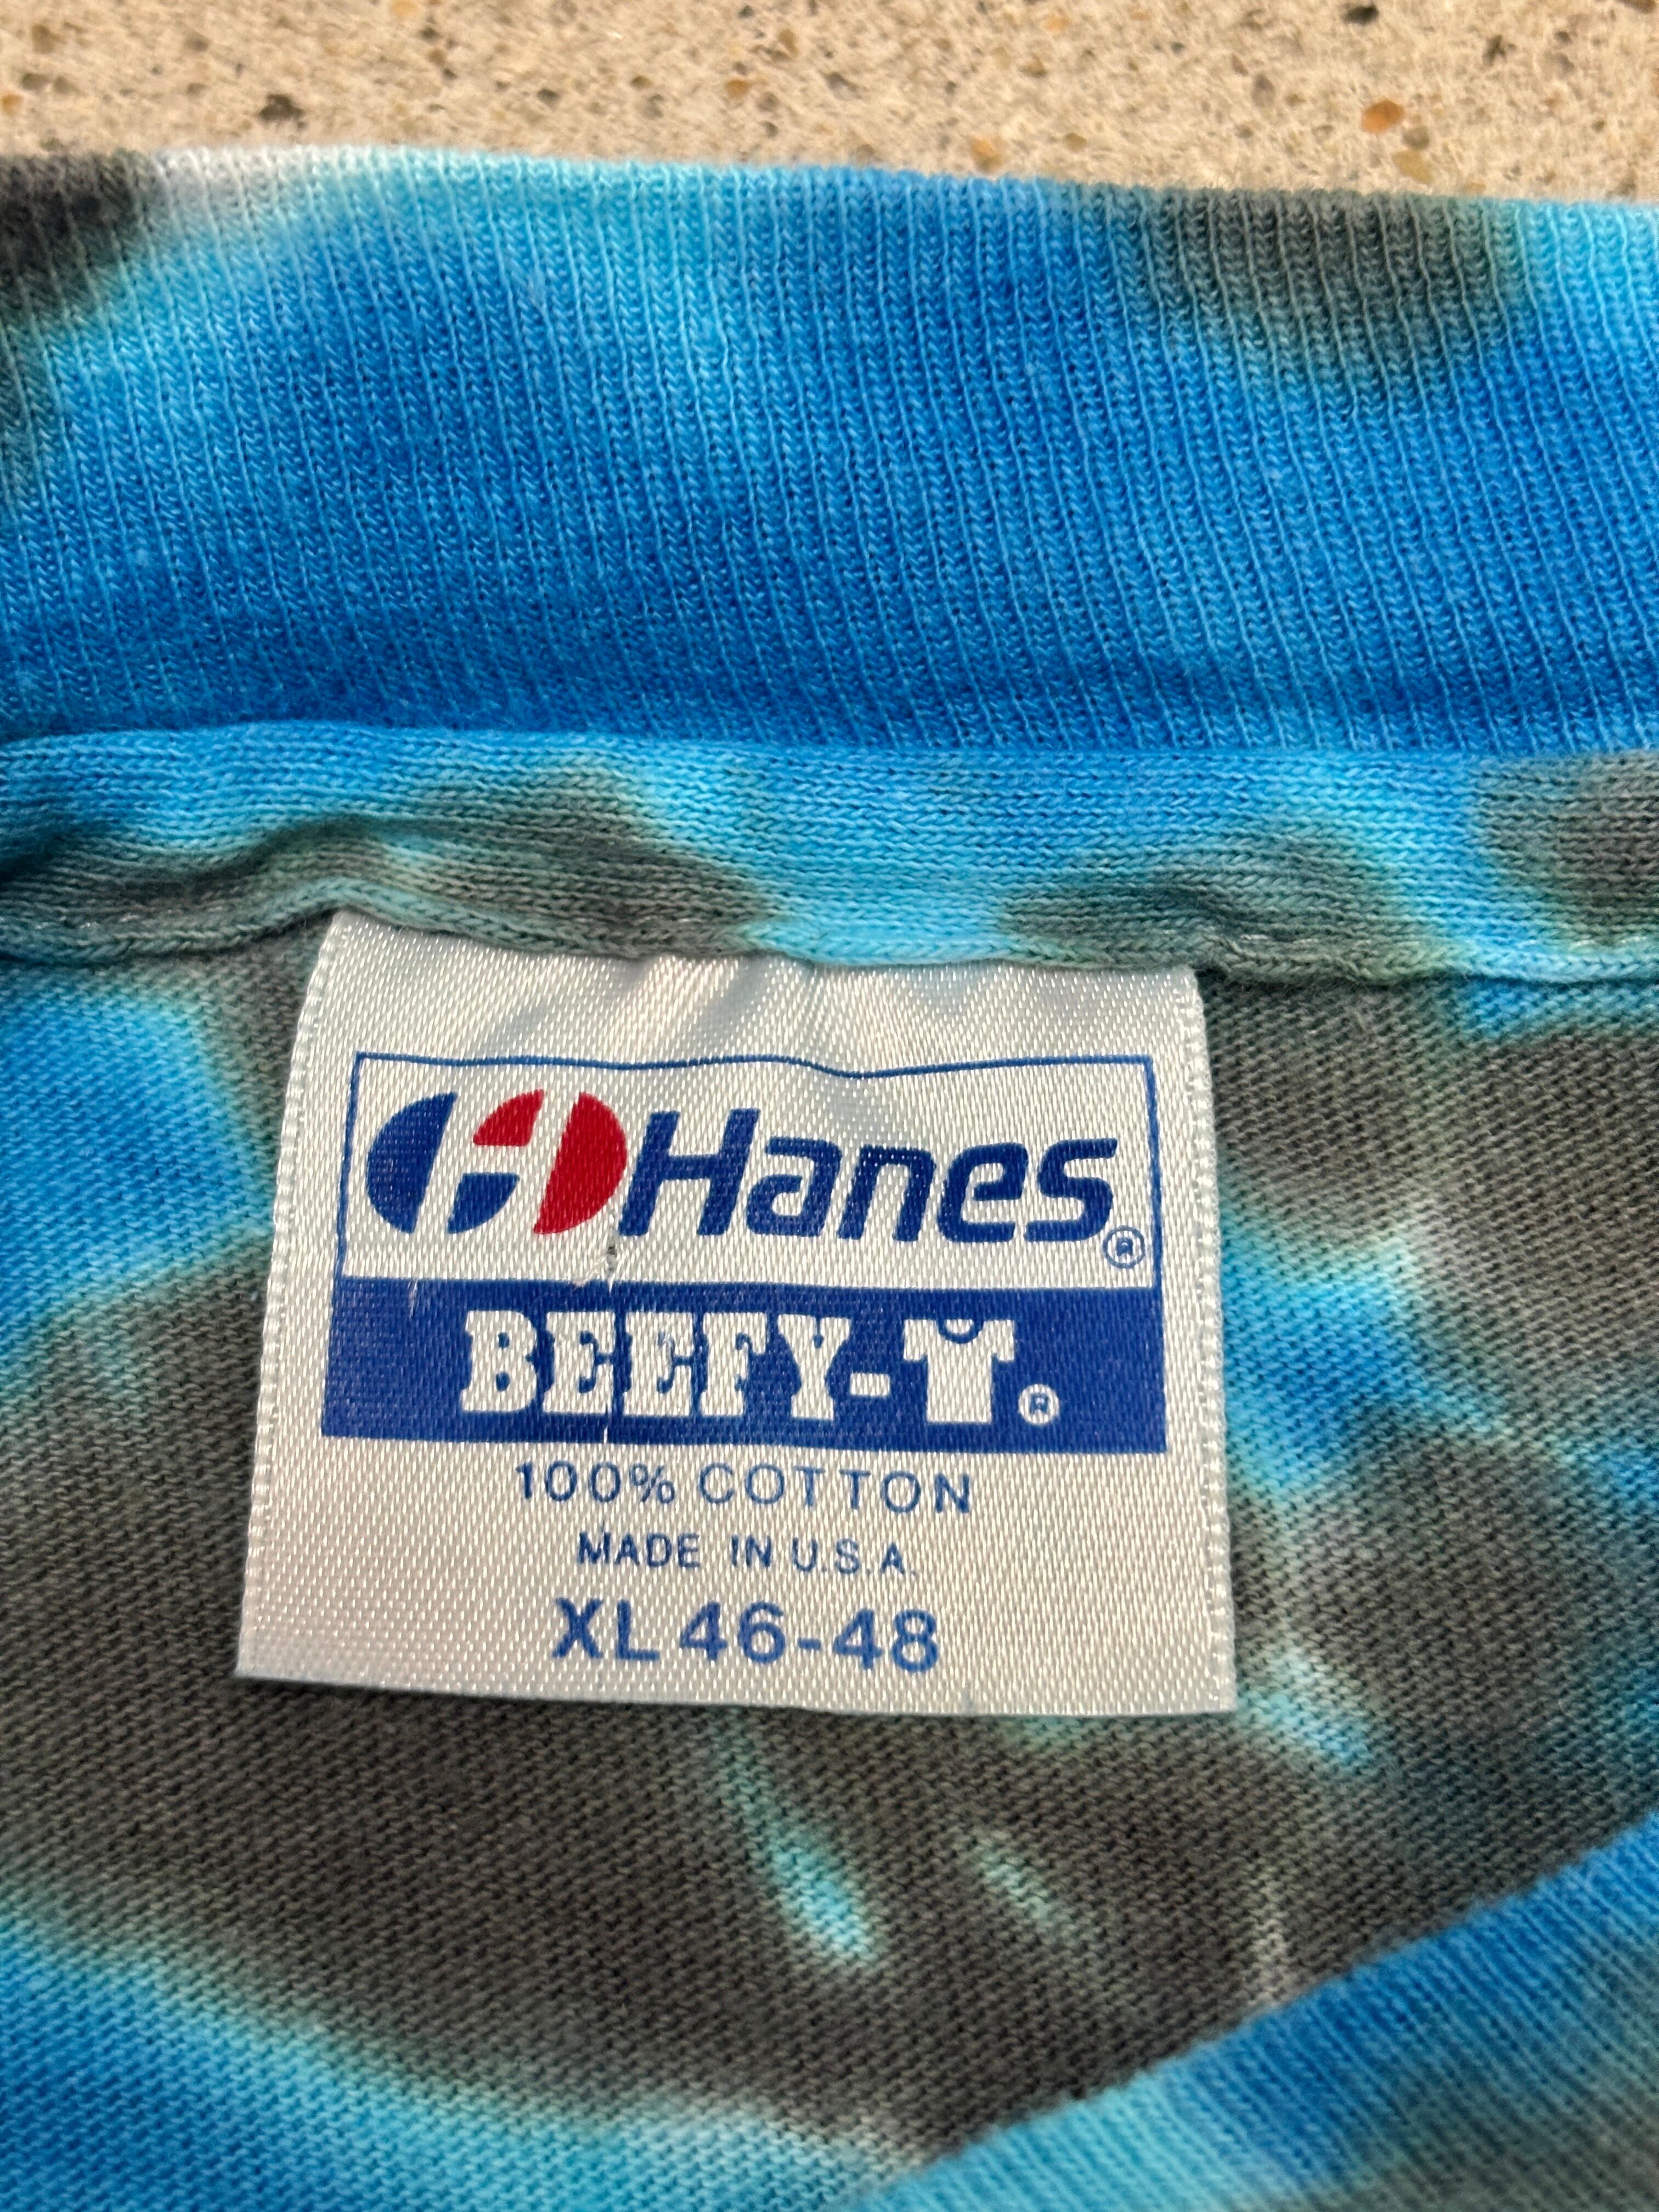 Hanes®
BEEFY-T®
100% COTTON
MADE IN U.S.A.
XL 46-48